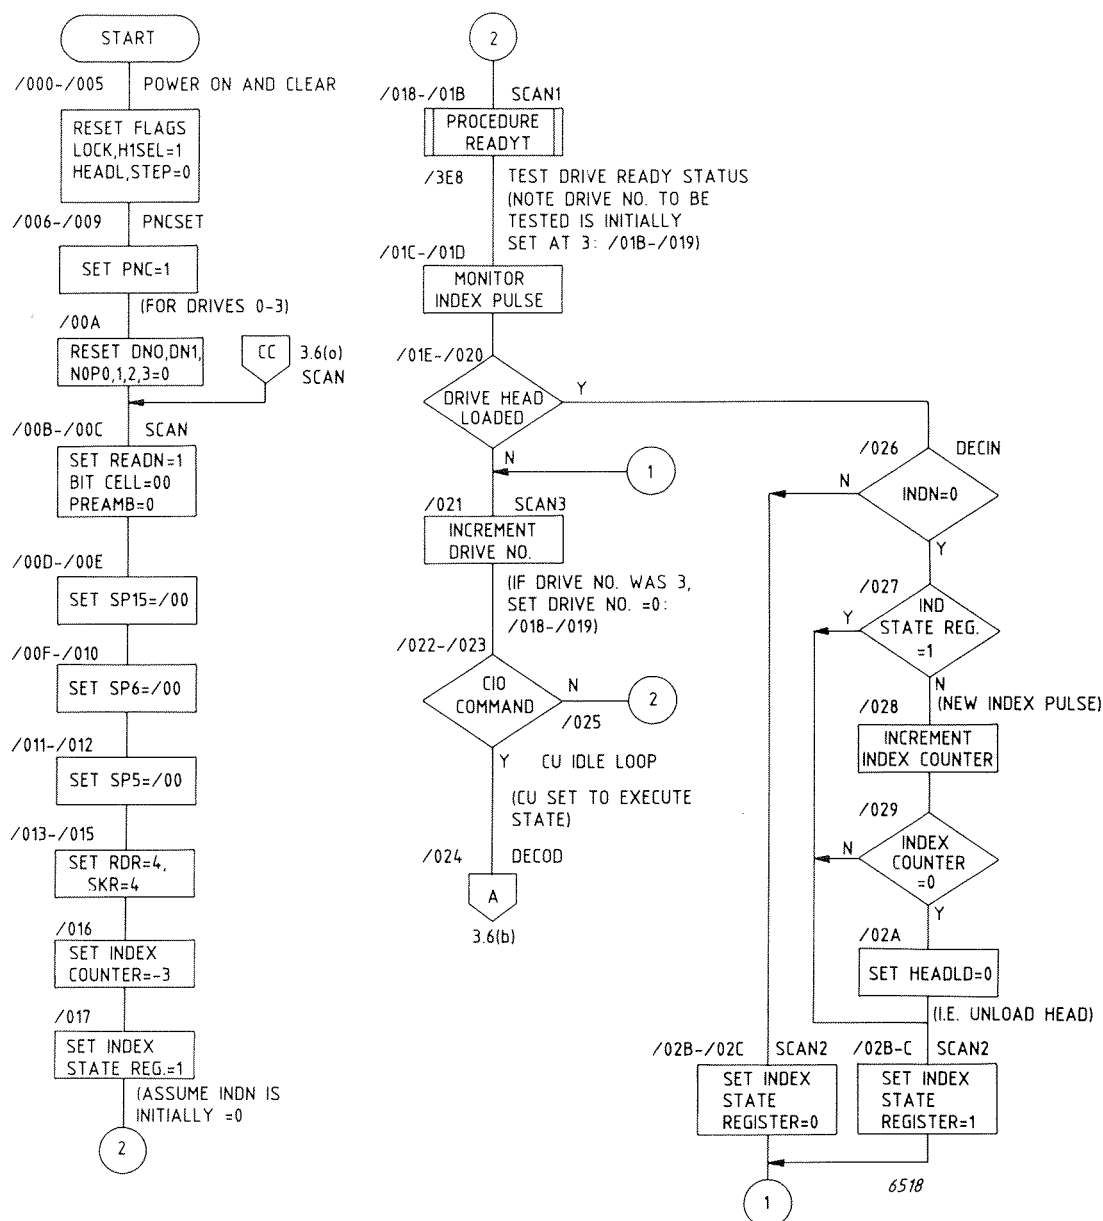 START
/000-/005 POWER ON AND CLEAR
RESET FLAGS
LOCK,H1SEL=1
HEADL,STEP=0
/006-/009 PNCSET
SET PNC=1
(FOR DRIVES 0-3)
/00A
RESET DN0,DN1,
N0P0,1,2,3=0
CC
3.6(o)
SCAN
/00B-/00C SCAN
SET READN=1
BIT CELL=00
PREAMB=0
/00D-/00E
SET SP15=/00
/00F-/010
SET SP6=/00
/011-/012
SET SP5=/00
/013-/015
SET RDR=4,
SKR=4
/016
SET INDEX
COUNTER=-3
/017
SET INDEX
STATE REG.=1
(ASSUME INDN IS
INITIALLY =0
2
2
/018-/01B SCAN1
PROCEDURE
READYT
/3E8
TEST DRIVE READY STATUS
(NOTE DRIVE NO. TO BE
TESTED IS INITIALLY
SET AT 3: /01B-/019)
/01C-/01D
MONITOR
INDEX PULSE
/01E-/020
DRIVE HEAD
LOADED
Y
N
1
/021 SCAN3
INCREMENT
DRIVE NO.
(IF DRIVE NO. WAS 3,
SET DRIVE NO. =0:
/018-/019)
/022-/023
CIO
COMMAND
N
/025
2
Y CU IDLE LOOP
(CU SET TO EXECUTE
STATE)
/024 DECOD
A
3.6(b)
/026 DECIN
N
INDN=0
Y
/027
Y
IND
STATE REG.
=1
N
(NEW INDEX PULSE)
/028
INCREMENT
INDEX COUNTER
/029
N
INDEX
COUNTER
=0
Y
/02A
SET HEADLD=0
(I.E. UNLOAD HEAD)
/02B-/02C SCAN2
SET INDEX
STATE
REGISTER=0
/02B-C SCAN2
SET INDEX
STATE
REGISTER=1
6518
1